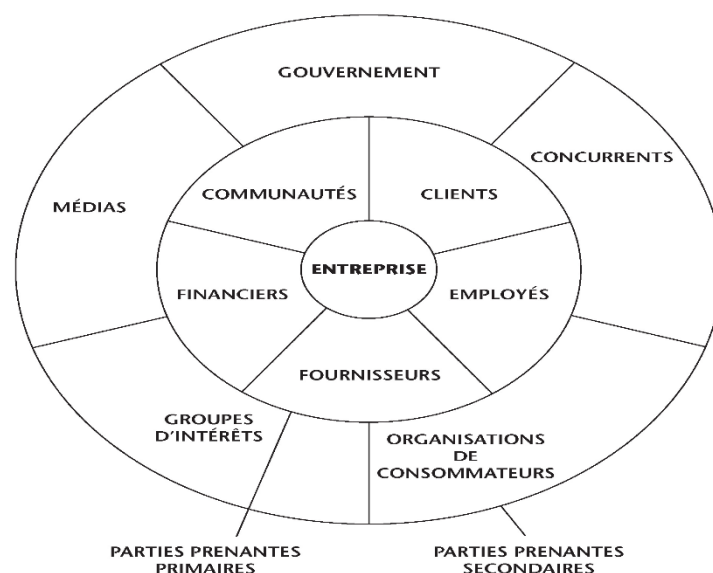 GOUVERNEMENT
CONCURRENTS
MÉDIAS
COMMUNAUTÉS
CLIENTS
ENTREPRISE
FINANCIERS
EMPLOYÉS
FOURNISSEURS
GROUPES
D'INTÉRÊTS
ORGANISATIONS
DE
CONSOMMATEURS
PARTIES PRENANTES
PRIMAIRES
PARTIES PRENANTES
SECONDAIRES